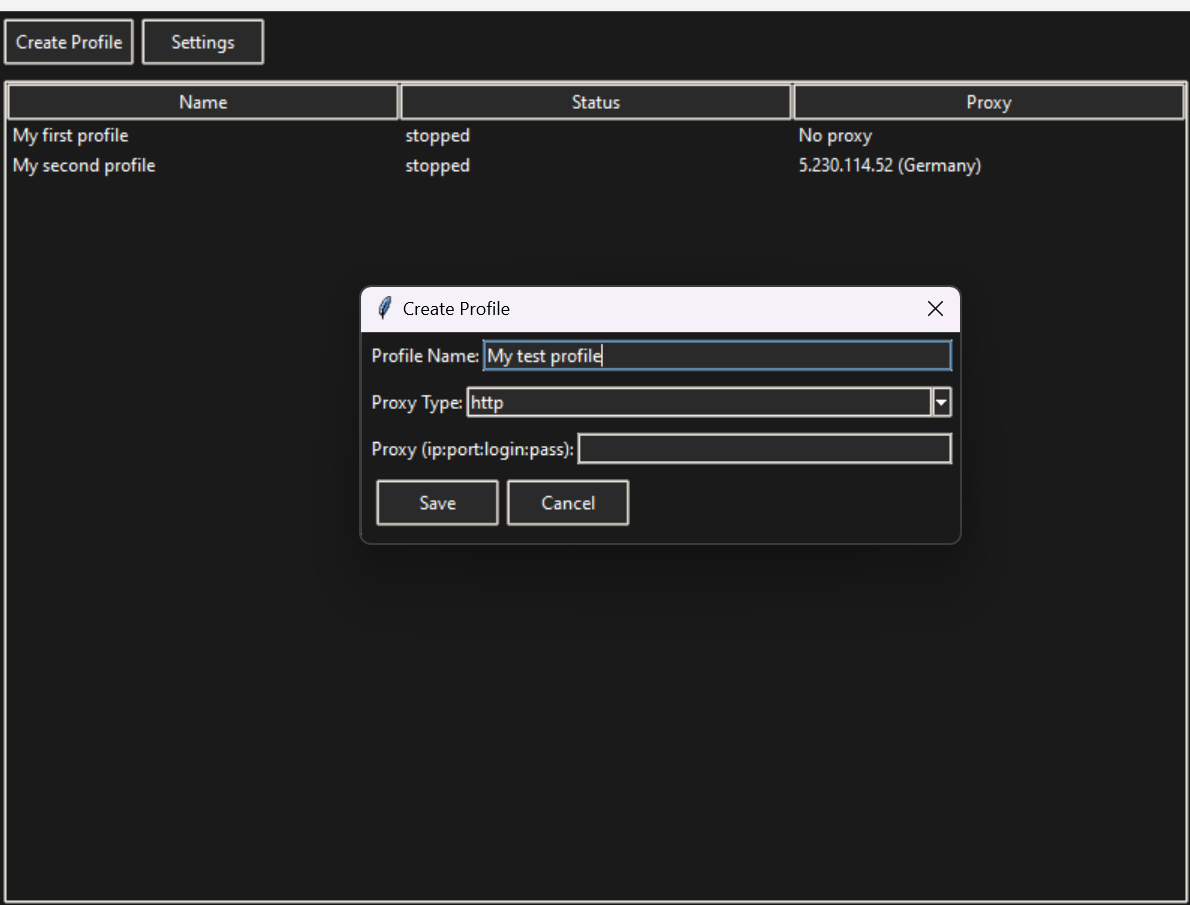 Create Profile Settings
Name Status Proxy
My first profile stopped No proxy
My second profile stopped 5.230.114.52 (Germany)
Create Profile
Profile Name: My test profile
Proxy Type: http
Proxy (ip:port:login:pass):
Save Cancel